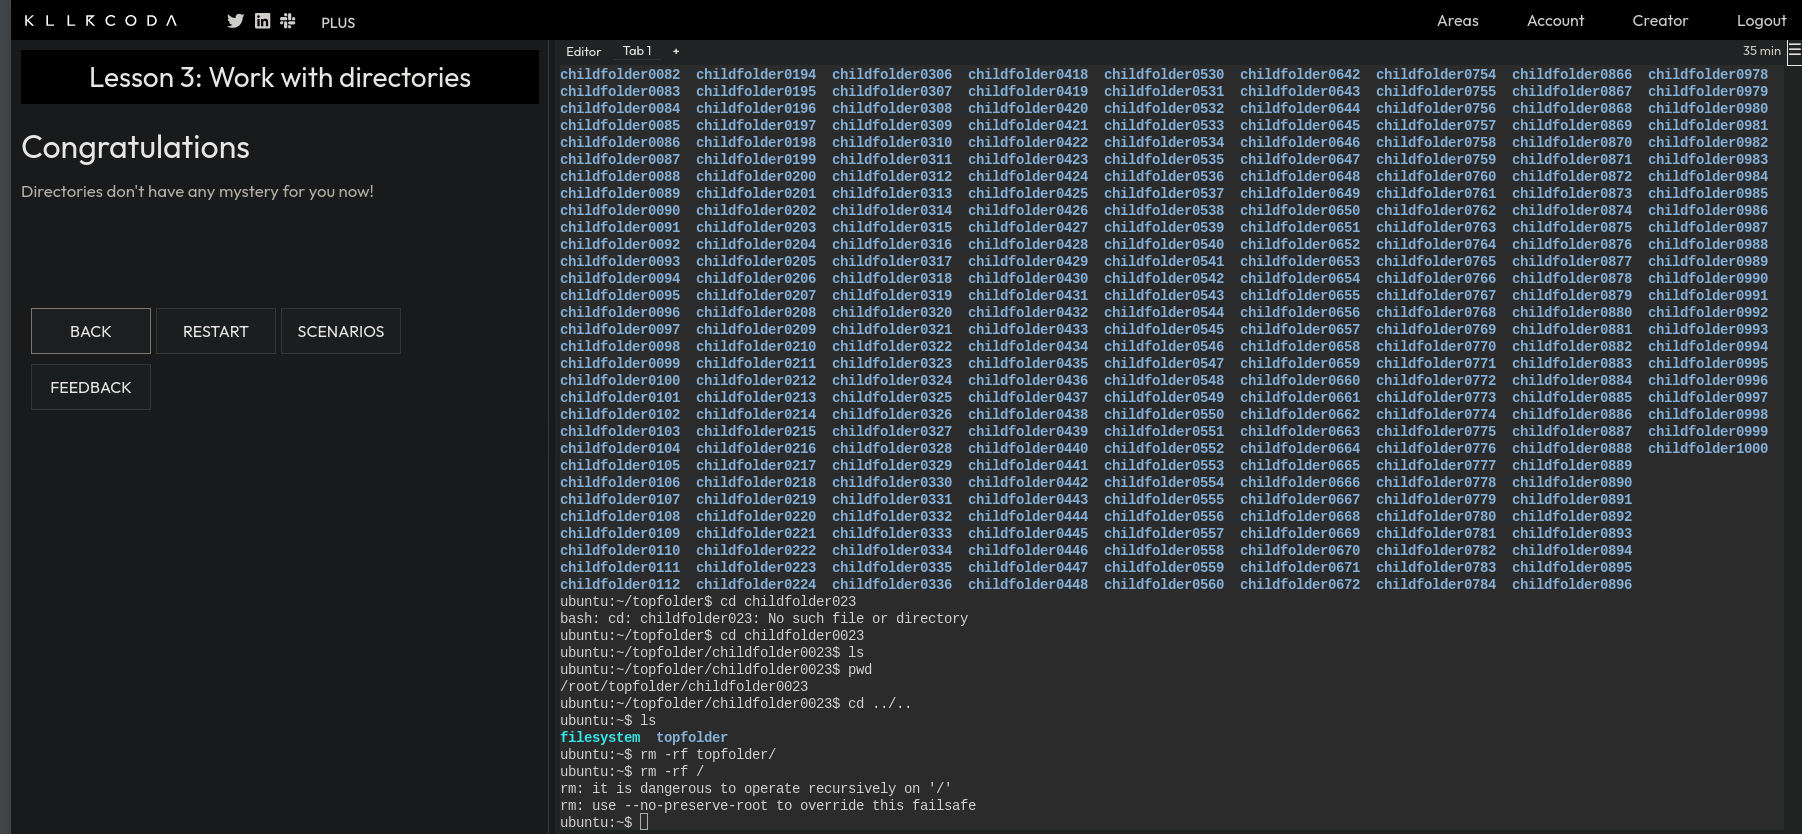 KILLERCODA PLUS Areas Account Creator Logout
Lesson 3: Work with directories
Congratulations
Directories don't have any mystery for you now!
BACK RESTART SCENARIOS
FEEDBACK
Editor Tab 1 + 35 min
childfolder0082 childfolder0194 childfolder0306 childfolder0418 childfolder0530 childfolder0642 childfolder0754 childfolder0866 childfolder0978
childfolder0083 childfolder0195 childfolder0307 childfolder0419 childfolder0531 childfolder0643 childfolder0755 childfolder0867 childfolder0979
childfolder0084 childfolder0196 childfolder0308 childfolder0420 childfolder0532 childfolder0644 childfolder0756 childfolder0868 childfolder0980
childfolder0085 childfolder0197 childfolder0309 childfolder0421 childfolder0533 childfolder0645 childfolder0757 childfolder0869 childfolder0981
childfolder0086 childfolder0198 childfolder0310 childfolder0422 childfolder0534 childfolder0646 childfolder0758 childfolder0870 childfolder0982
childfolder0087 childfolder0199 childfolder0311 childfolder0423 childfolder0535 childfolder0647 childfolder0759 childfolder0871 childfolder0983
childfolder0088 childfolder0200 childfolder0312 childfolder0424 childfolder0536 childfolder0648 childfolder0760 childfolder0872 childfolder0984
childfolder0089 childfolder0201 childfolder0313 childfolder0425 childfolder0537 childfolder0649 childfolder0761 childfolder0873 childfolder0985
childfolder0090 childfolder0202 childfolder0314 childfolder0426 childfolder0538 childfolder0650 childfolder0762 childfolder0874 childfolder0986
childfolder0091 childfolder0203 childfolder0315 childfolder0427 childfolder0539 childfolder0651 childfolder0763 childfolder0875 childfolder0987
childfolder0092 childfolder0204 childfolder0316 childfolder0428 childfolder0540 childfolder0652 childfolder0764 childfolder0876 childfolder0988
childfolder0093 childfolder0205 childfolder0317 childfolder0429 childfolder0541 childfolder0653 childfolder0765 childfolder0877 childfolder0989
childfolder0094 childfolder0206 childfolder0318 childfolder0430 childfolder0542 childfolder0654 childfolder0766 childfolder0878 childfolder0990
childfolder0095 childfolder0207 childfolder0319 childfolder0431 childfolder0543 childfolder0655 childfolder0767 childfolder0879 childfolder0991
childfolder0096 childfolder0208 childfolder0320 childfolder0432 childfolder0544 childfolder0656 childfolder0768 childfolder0880 childfolder0992
childfolder0097 childfolder0209 childfolder0321 childfolder0433 childfolder0545 childfolder0657 childfolder0769 childfolder0881 childfolder0993
childfolder0098 childfolder0210 childfolder0322 childfolder0434 childfolder0546 childfolder0658 childfolder0770 childfolder0882 childfolder0994
childfolder0099 childfolder0211 childfolder0323 childfolder0435 childfolder0547 childfolder0659 childfolder0771 childfolder0883 childfolder0995
childfolder0100 childfolder0212 childfolder0324 childfolder0436 childfolder0548 childfolder0660 childfolder0772 childfolder0884 childfolder0996
childfolder0101 childfolder0213 childfolder0325 childfolder0437 childfolder0549 childfolder0661 childfolder0773 childfolder0885 childfolder0997
childfolder0102 childfolder0214 childfolder0326 childfolder0438 childfolder0550 childfolder0662 childfolder0774 childfolder0886 childfolder0998
childfolder0103 childfolder0215 childfolder0327 childfolder0439 childfolder0551 childfolder0663 childfolder0775 childfolder0887 childfolder0999
childfolder0104 childfolder0216 childfolder0328 childfolder0440 childfolder0552 childfolder0664 childfolder0776 childfolder0888 childfolder1000
childfolder0105 childfolder0217 childfolder0329 childfolder0441 childfolder0553 childfolder0665 childfolder0777 childfolder0889
childfolder0106 childfolder0218 childfolder0330 childfolder0442 childfolder0554 childfolder0666 childfolder0778 childfolder0890
childfolder0107 childfolder0219 childfolder0331 childfolder0443 childfolder0555 childfolder0667 childfolder0779 childfolder0891
childfolder0108 childfolder0220 childfolder0332 childfolder0444 childfolder0556 childfolder0668 childfolder0780 childfolder0892
childfolder0109 childfolder0221 childfolder0333 childfolder0445 childfolder0557 childfolder0669 childfolder0781 childfolder0893
childfolder0110 childfolder0222 childfolder0334 childfolder0446 childfolder0558 childfolder0670 childfolder0782 childfolder0894
childfolder0111 childfolder0223 childfolder0335 childfolder0447 childfolder0559 childfolder0671 childfolder0783 childfolder0895
childfolder0112 childfolder0224 childfolder0336 childfolder0448 childfolder0560 childfolder0672 childfolder0784 childfolder0896
ubuntu:~/topfolder$ cd childfolder023
bash: cd: childfolder023: No such file or directory
ubuntu:~/topfolder$ cd childfolder0023
ubuntu:~/topfolder/childfolder0023$ ls
ubuntu:~/topfolder/childfolder0023$ pwd
/root/topfolder/childfolder0023
ubuntu:~/topfolder/childfolder0023$ cd ../..
ubuntu:~$ ls
filesystem topfolder
ubuntu:~$ rm -rf topfolder/
ubuntu:~$ rm -rf /
rm: it is dangerous to operate recursively on '/'
rm: use --no-preserve-root to override this failsafe
ubuntu:~$